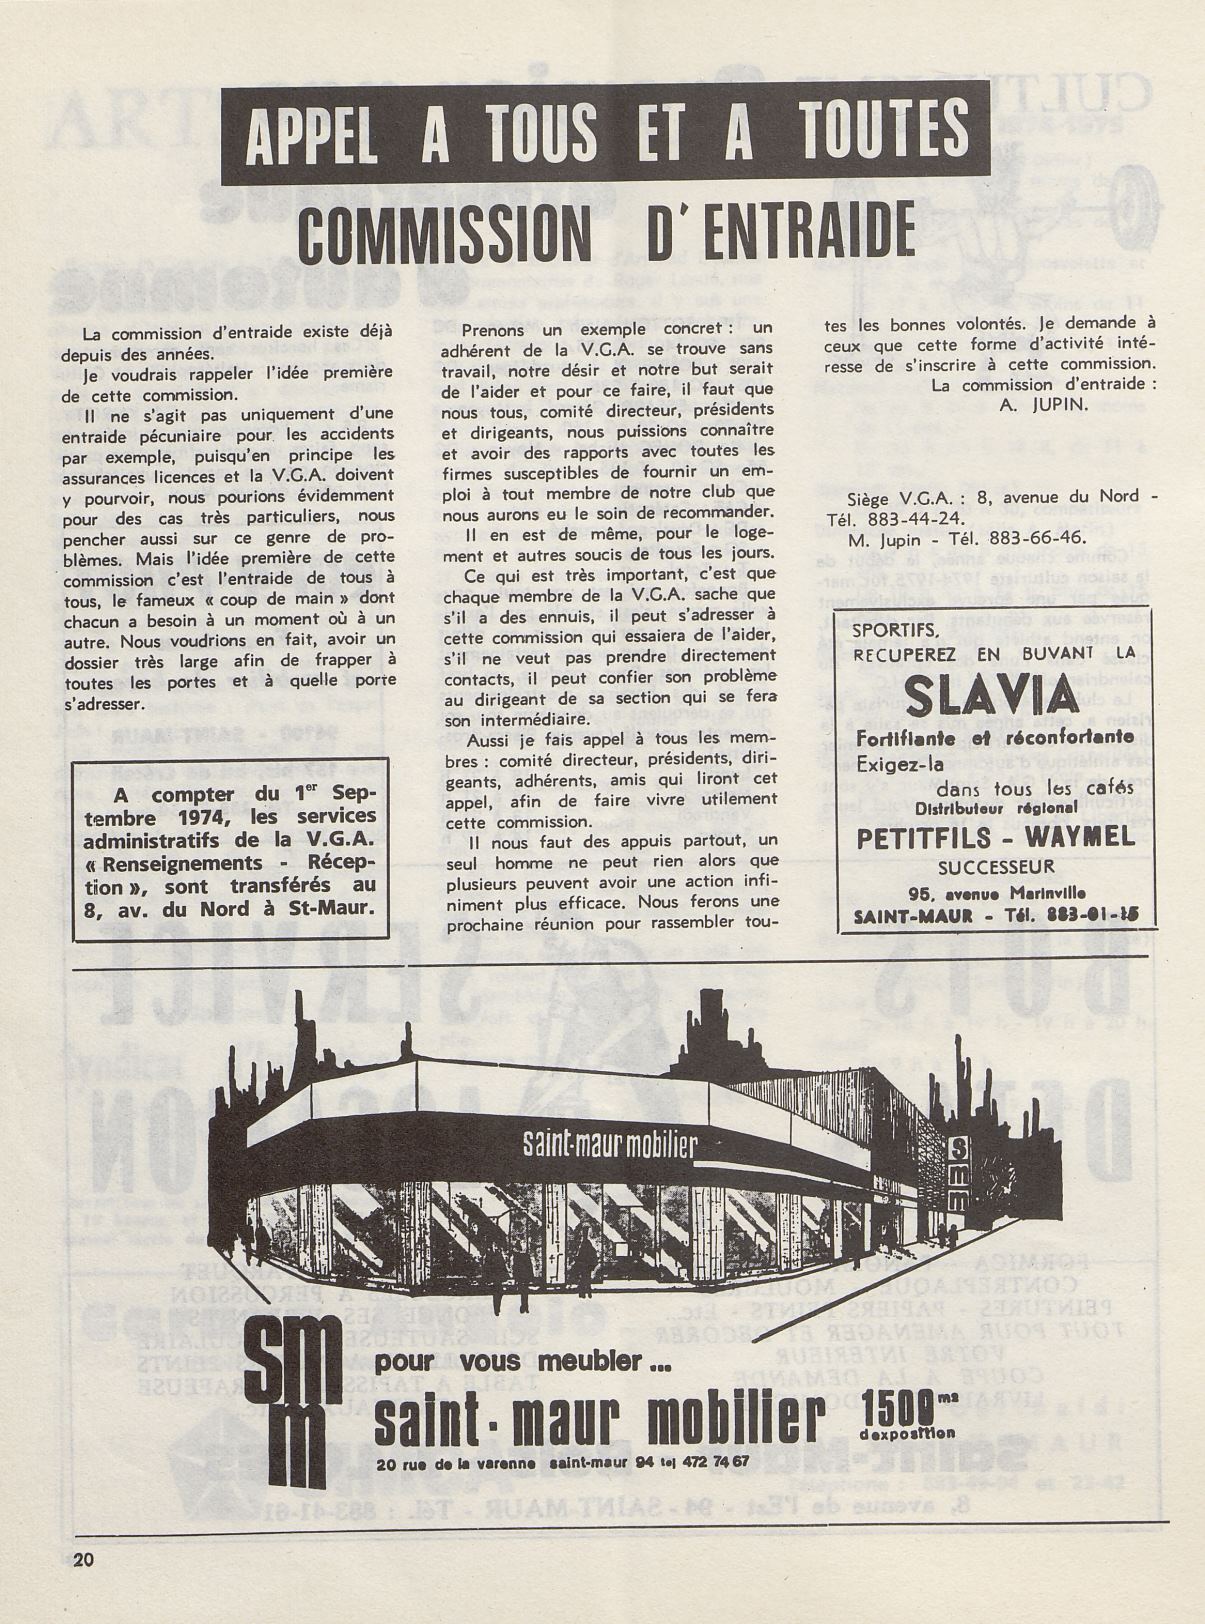 APPEL A TOUS ET A TOUTES
COMMISSION D'ENTRAIDE
La commission d'entraide existe déjà
depuis des années.
Je voudrais rappeler l'idée première
de cette commission.
Il ne s'agit pas uniquement d'une
entraide pécuniaire pour les accidents
par exemple, puisqu'en principe les
assurances licences et la V.G.A. doivent
y pourvoir, nous pourions évidemment
pour des cas très particuliers, nous
pencher aussi sur ce genre de pro-
blèmes. Mais l'idée première de cette
commission c'est l'entraide de tous à
tous, le fameux « coup de main » dont
chacun a besoin à un moment où à un
autre. Nous voudrions en fait, avoir un
dossier très large afin de frapper à
toutes les portes et à quelle porte
s'adresser.
A compter du 1er Sep-
tembre 1974, les services
administratifs de la V.G.A.
« Renseignements - Récep-
tion », sont transférés au
8, av. du Nord à St-Maur.
Prenons un exemple concret : un
adhérent de la V.G.A. se trouve sans
travail, notre désir et notre but serait
de l'aider et pour ce faire, il faut que
nous tous, comité directeur, présidents
et dirigeants, nous puissions connaître
et avoir des rapports avec toutes les
firmes susceptibles de fournir un em-
ploi à tout membre de notre club que
nous aurons eu le soin de recommander.
Il en est de même, pour le loge-
ment et autres soucis de tous les jours.
Ce qui est très important, c'est que
chaque membre de la V.G.A. sache que
s'il a des ennuis, il peut s'adresser à
cette commission qui essaiera de l'aider,
s'il ne veut pas prendre directement
contacts, il peut confier son problème
au dirigeant de sa section qui se fera
son intermédiaire.
Aussi je fais appel à tous les mem-
bres : comité directeur, présidents, diri-
geants, adhérents, amis qui liront cet
appel, afin de faire vivre utilement
cette commission.
Il nous faut des appuis partout, un
seul homme ne peut rien alors que
plusieurs peuvent avoir une action infi-
niment plus efficace. Nous ferons une
prochaine réunion pour rassembler tou-
tes les bonnes volontés. Je demande à
ceux que cette forme d'activité inté-
resse de s'inscrire à cette commission.
La commission d'entraide :
A. JUPIN.
Siège V.G.A. : 8, avenue du Nord -
Tél. 883-44-24.
M. Jupin - Tél. 883-66-46.
SPORTIFS,
RECUPEREZ EN BUVANT LA
SLAVIA
Fortifiante et réconfortante
Exigez-la
dans tous les cafés
Distributeur régional
PETITFILS - WAYMEL
SUCCESSEUR
95, avenue Marinville
SAINT-MAUR - Tél. 883-01-15
saint-maur mobilier
smm
smm
pour vous meubler...
saint-maur mobilier 1500 m2
dexposition
20 rue de la varenne saint-maur 94 tel 472 74 67
20